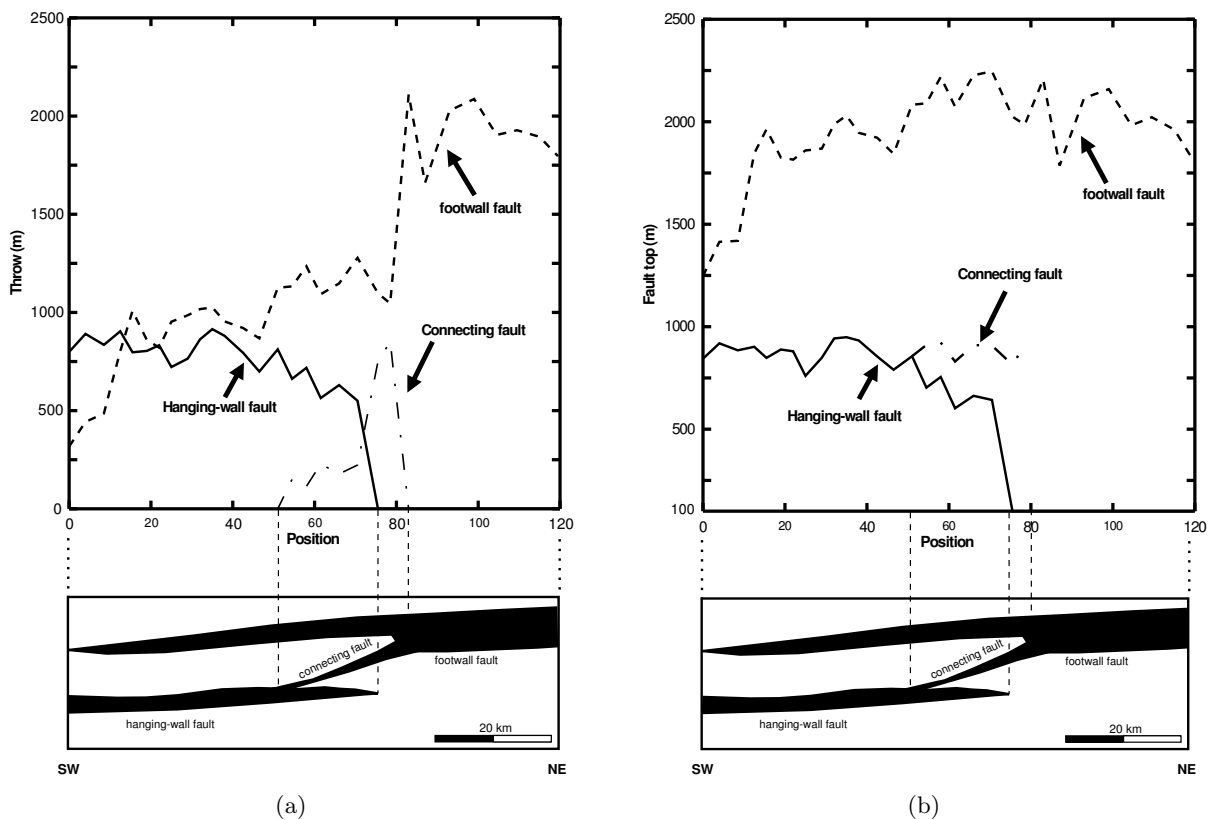 2500
2000
1500
1000
500
0
Throw (m)
footwall fault
Connecting fault
Hanging-wall fault
0 20 40 60 80 100 120
Position
connecting fault
footwall fault
hanging-wall fault
20 km
SW NE
(a)
2500
2000
1500
1000
500
100
Fault top (m)
footwall fault
Connecting fault
Hanging-wall fault
0 20 40 60 80 100 120
Position
connecting fault
footwall fault
hanging-wall fault
20 km
SW NE
(b)